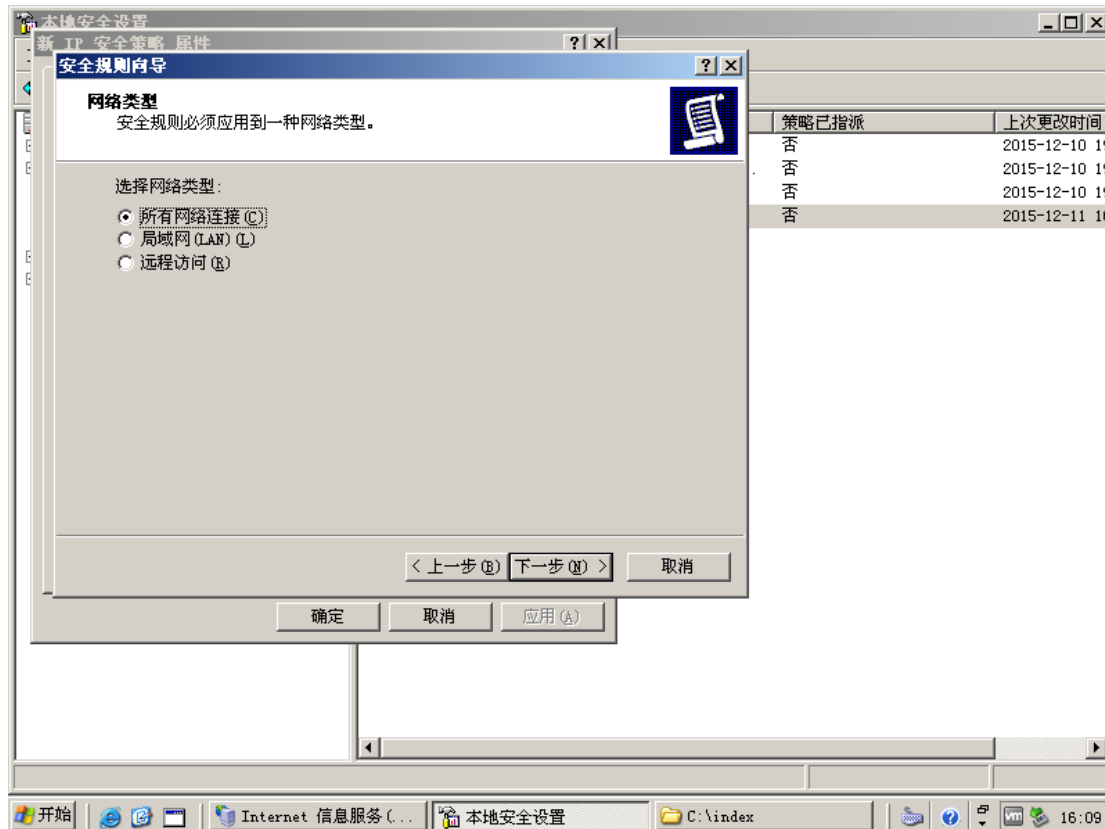 本地安全设置
新 IP 安全策略 属性
安全规则向导
网络类型
安全规则必须应用到一种网络类型。
选择网络类型:
所有网络连接(C)
局域网(LAN)(L)
远程访问(R)
< 上一步(B) 下一步(N) > 取消
确定 取消 应用(A)
策略已指派 上次更改时间
否 2015-12-10 19
否 2015-12-10 19
否 2015-12-10 19
否 2015-12-11 16
开始 Internet 信息服务(... 本地安全设置 C:\index 16:09